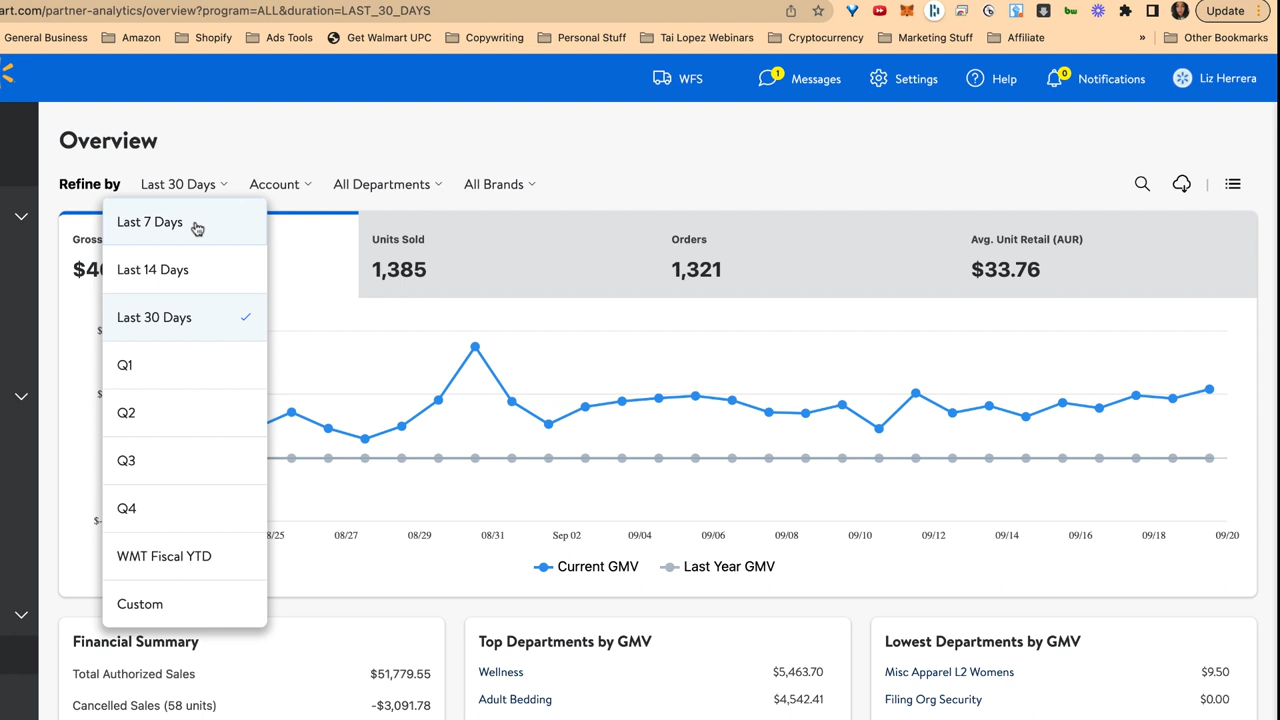 art.com/partner-analytics/overview?program=ALL&duration=LAST_30_DAYS
Update
General Business Amazon Shopify Ads Tools Get Walmart UPC Copywriting Personal Stuff Tai Lopez Webinars Cryptocurrency Marketing Stuff Affiliate » Other Bookmarks
WFS 1 Messages Settings Help 0 Notifications Liz Herrera
Overview
Refine by Last 30 Days Account All Departments All Brands
Last 7 Days
Last 14 Days
Last 30 Days
Q1
Q2
Q3
Q4
WMT Fiscal YTD
Custom
Gross
Units Sold Orders Avg. Unit Retail (AUR)
1,385 1,321 $33.76
8/25 08/27 08/29 08/31 Sep 02 09/04 09/06 09/08 09/10 09/12 09/14 09/16 09/18 09/20
Current GMV Last Year GMV
Financial Summary
Total Authorized Sales $51,779.55
Cancelled Sales (58 units) -$3,091.78
Top Departments by GMV
Wellness $5,463.70
Adult Bedding $4,542.41
Lowest Departments by GMV
Misc Apparel L2 Womens $9.50
Filing Org Security $0.00